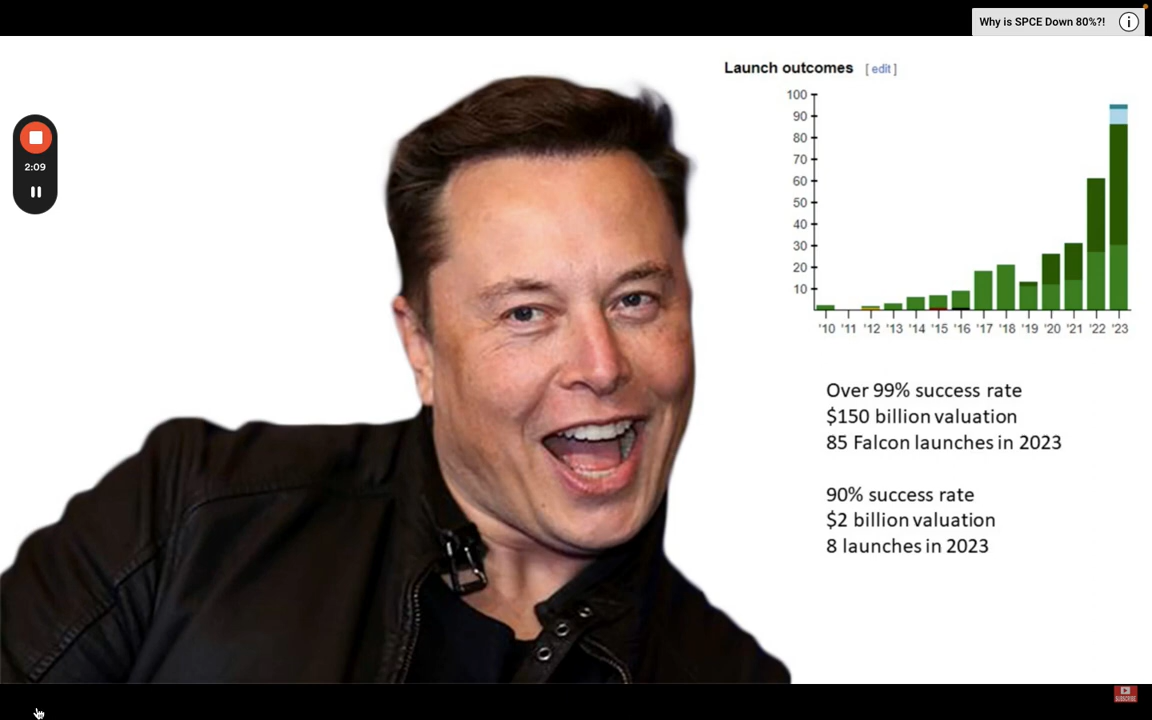 Why is SPCE Down 80%?!
Launch outcomes [ edit ]
2:09
100
90
80
70
60
50
40
30
20
10
'10 '11 '12 '13 '14 '15 '16 '17 '18 '19 '20 '21 '22 '23
Over 99% success rate
$150 billion valuation
85 Falcon launches in 2023
90% success rate
$2 billion valuation
8 launches in 2023
SUBSCRIBE